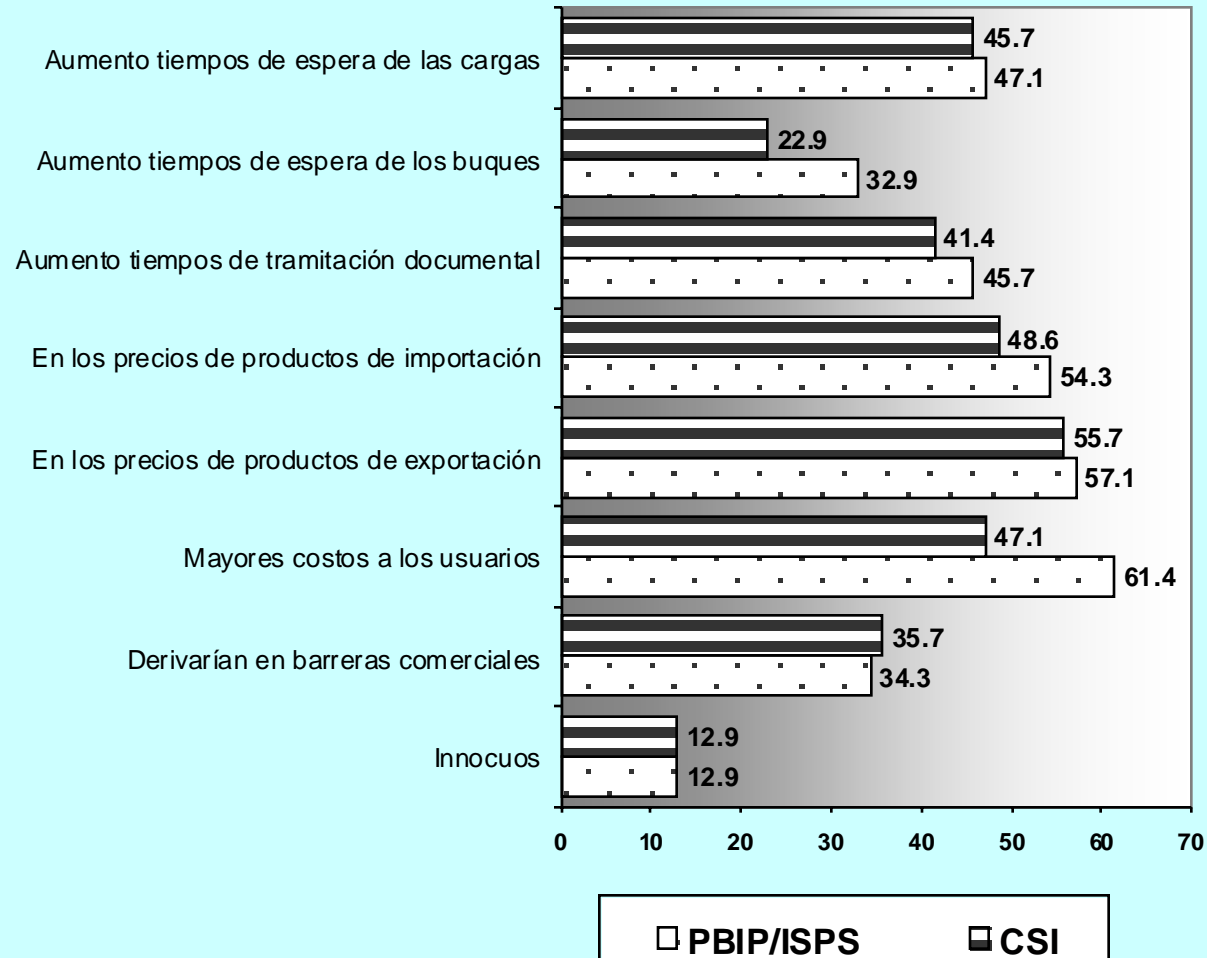 Aumento tiempos de espera de las cargas
45.7
47.1
Aumento tiempos de espera de los buques
22.9
32.9
Aumento tiempos de tramitación documental
41.4
45.7
En los precios de productos de importación
48.6
54.3
En los precios de productos de exportación
55.7
57.1
Mayores costos a los usuarios
47.1
61.4
Derivarían en barreras comerciales
35.7
34.3
Innocuos
12.9
12.9
0 10 20 30 40 50 60 70
PBIP/ISPS CSI